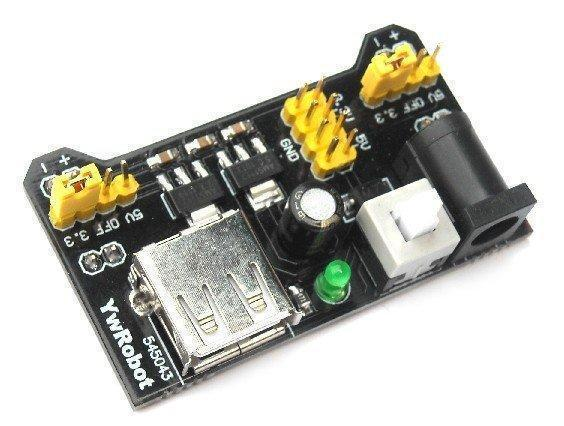 - +
5V OFF 3.3
3.3V
GND
5V
- +
5V OFF 3.3
YwRobot
545043